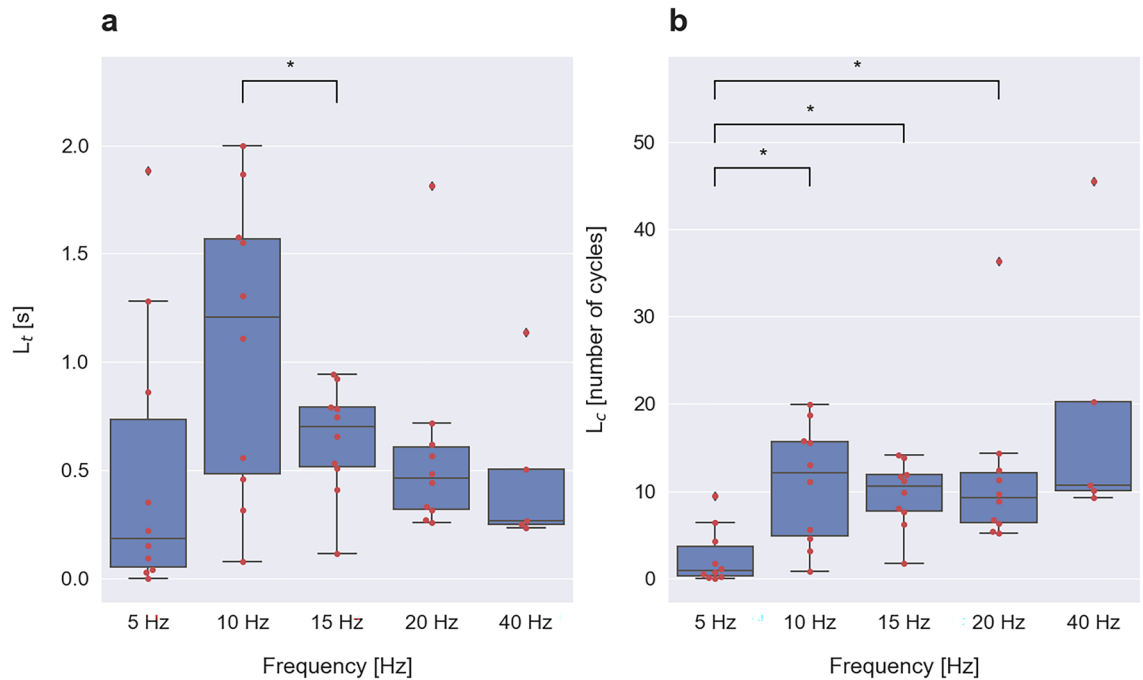 a
*
2.0
1.5
1.0
0.5
0.0
Lt [s]
5 Hz 10 Hz 15 Hz 20 Hz 40 Hz
Frequency [Hz]
b
*
*
*
50
40
30
20
10
0
Lc [number of cycles]
5 Hz 10 Hz 15 Hz 20 Hz 40 Hz
Frequency [Hz]